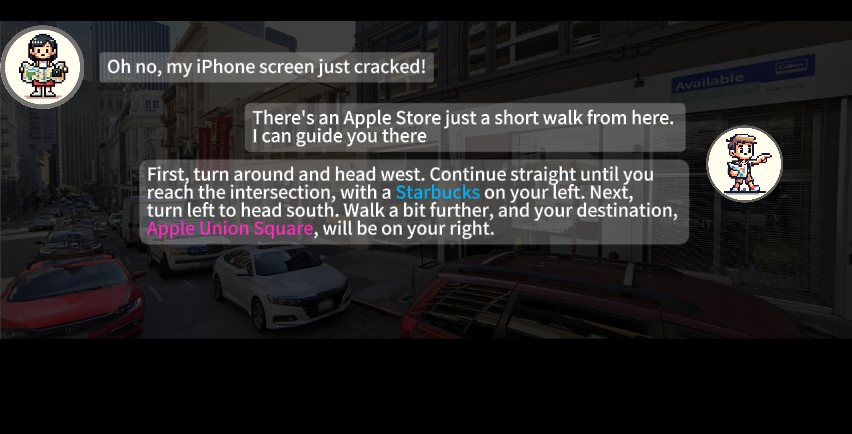 Oh no, my iPhone screen just cracked!
Available
Colliers
There's an Apple Store just a short walk from here.
I can guide you there
First, turn around and head west. Continue straight until you
reach the intersection, with a Starbucks on your left. Next,
turn left to head south. Walk a bit further, and your destination,
Apple Union Square, will be on your right.